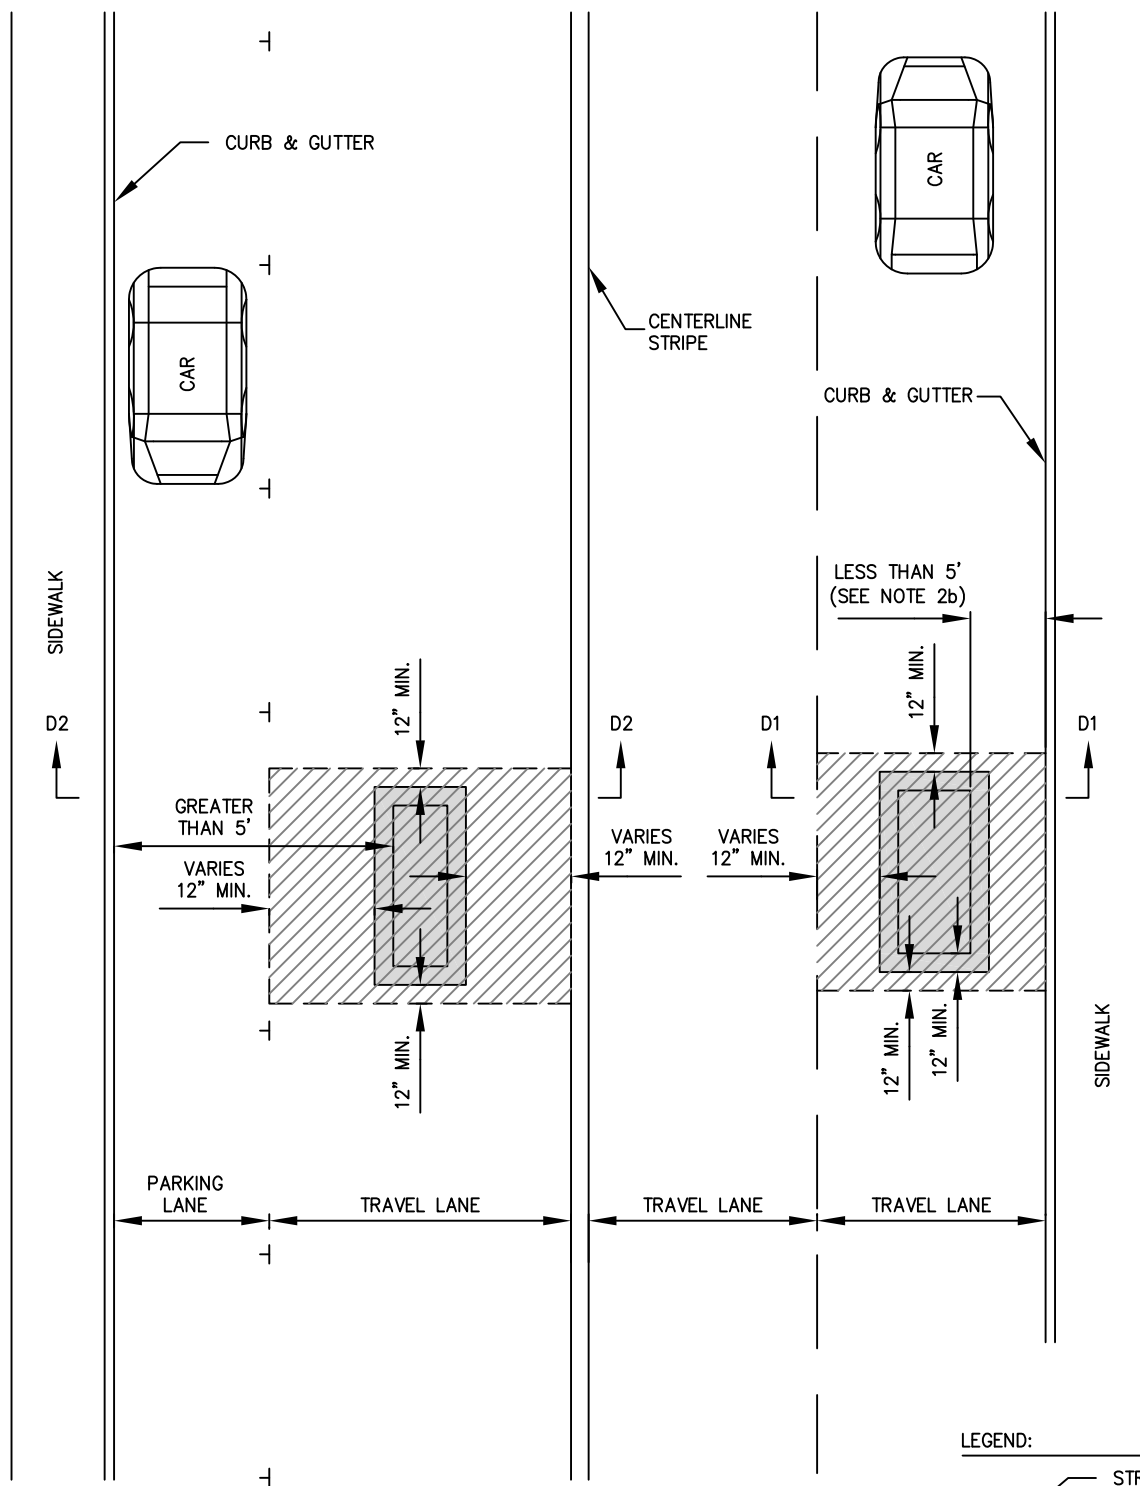 CURB & GUTTER
CAR
CENTERLINE
STRIPE
CAR
CURB & GUTTER
LESS THAN 5'
(SEE NOTE 2b)
SIDEWALK
12" MIN.
12" MIN.
D2
D2
D1
D1
GREATER
THAN 5'
VARIES
12" MIN.
VARIES
12" MIN.
VARIES
12" MIN.
12" MIN.
12" MIN.
12" MIN.
SIDEWALK
PARKING
LANE
TRAVEL LANE
TRAVEL LANE
TRAVEL LANE
LEGEND: